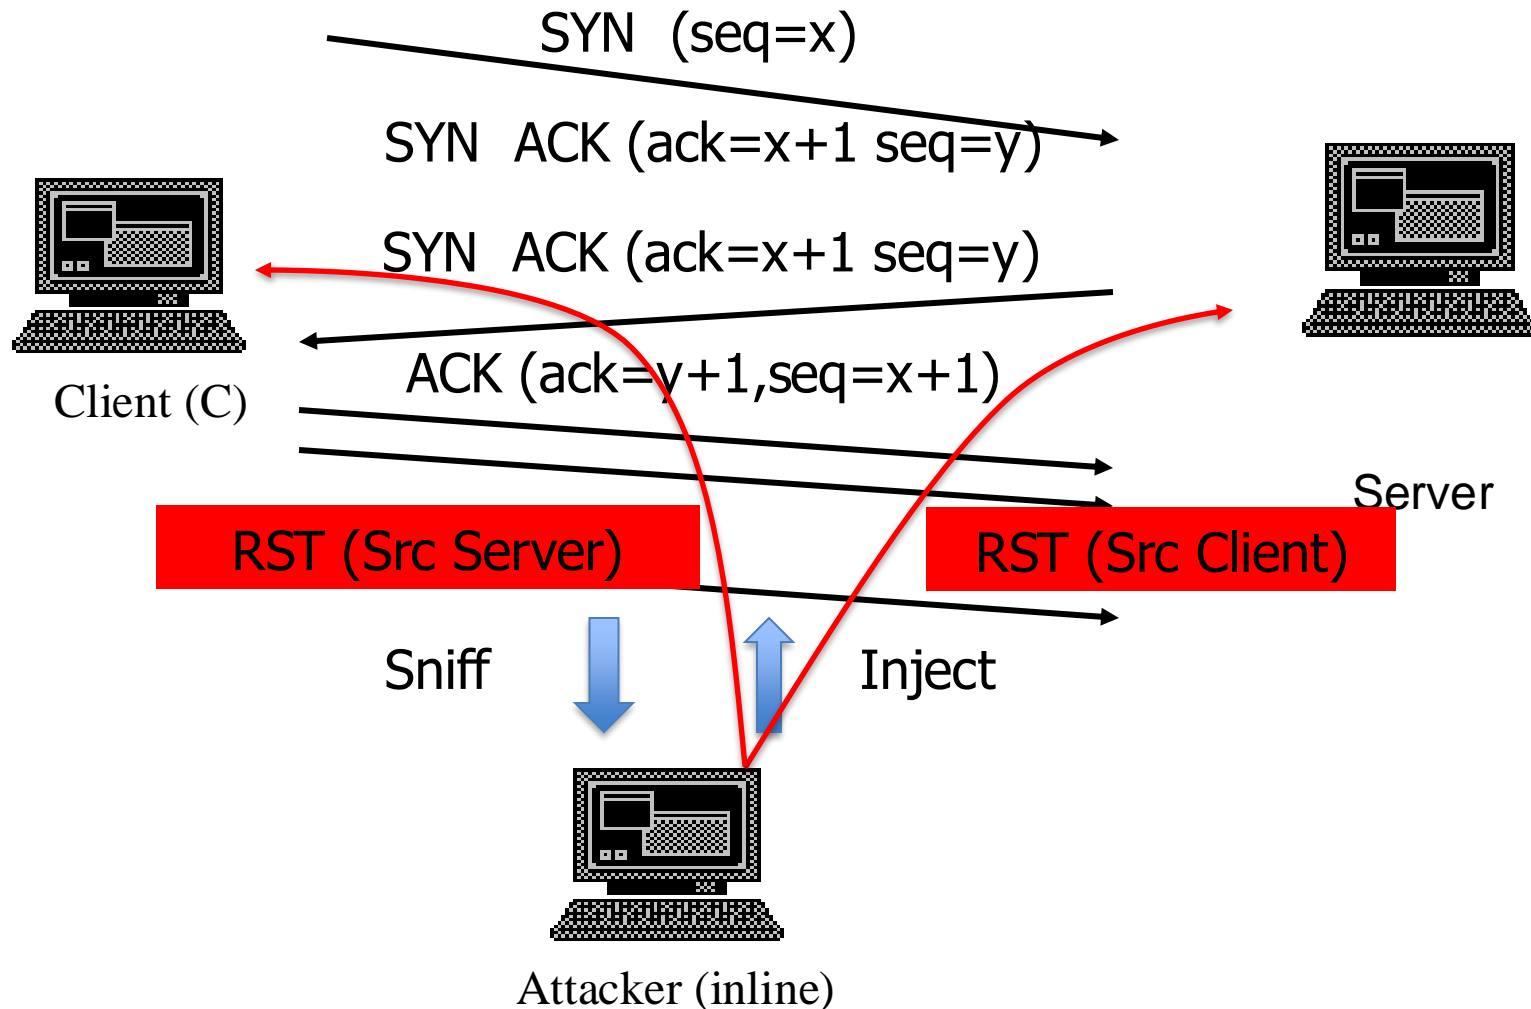 SYN (seq=x)
SYN ACK (ack=x+1 seq=y)
SYN ACK (ack=x+1 seq=y)
ACK (ack=y+1,seq=x+1)
Client (C)
Server
RST (Src Server)
RST (Src Client)
Sniff
Inject
Attacker (inline)